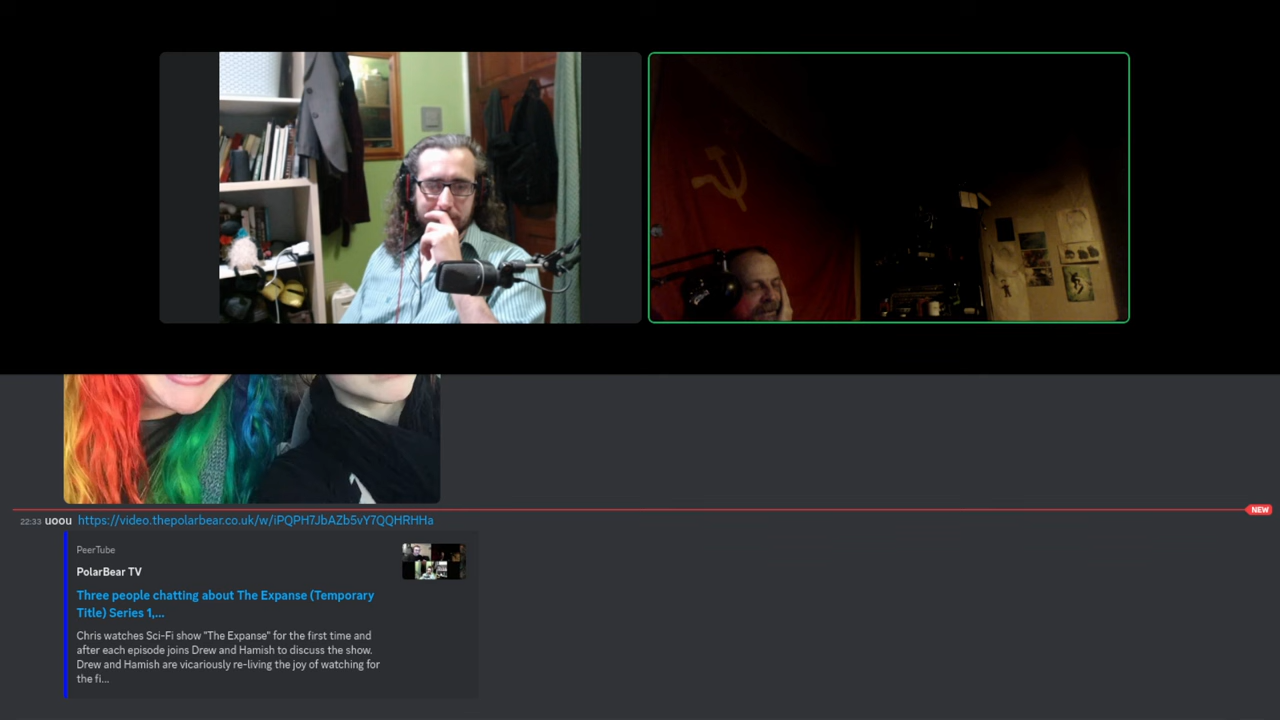 NEW
22:33 uoou https://video.thepolarbear.co.uk/w/iPQPH7JbAZb5vY7QQHRHHa
PeerTube
PolarBear TV
Three people chatting about The Expanse (Temporary
Title) Series 1,...
Chris watches Sci-Fi show "The Expanse" for the first time and
after each episode joins Drew and Hamish to discuss the show.
Drew and Hamish are vicariously re-living the joy of watching for
the fi...